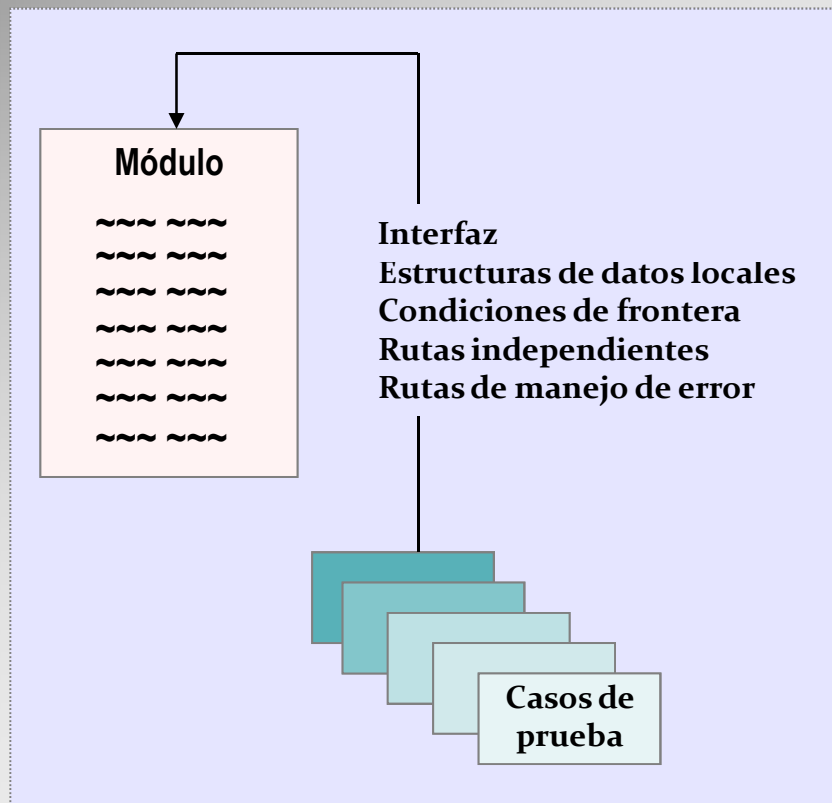 Módulo
~~~ ~~~
~~~ ~~~
~~~ ~~~
~~~ ~~~
~~~ ~~~
~~~ ~~~
~~~ ~~~
Interfaz
Estructuras de datos locales
Condiciones de frontera
Rutas independientes
Rutas de manejo de error
Casos de
prueba